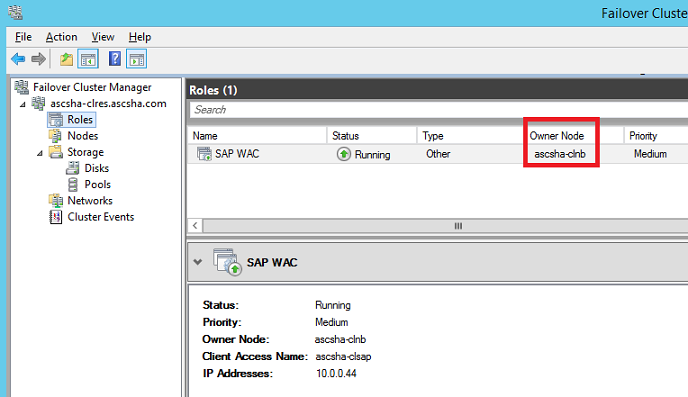 Failover Cluste
File Action View Help
Failover Cluster Manager
ascsha-clres.ascsha.com
Roles
Nodes
Storage
Disks
Pools
Networks
Cluster Events
Roles (1)
Search
Name Status Type Owner Node Priority
SAP WAC Running Other ascsha-clnb Medium
SAP WAC
Status: Running
Priority: Medium
Owner Node: ascsha-clnb
Client Access Name: ascsha-clsap
IP Addresses: 10.0.0.44